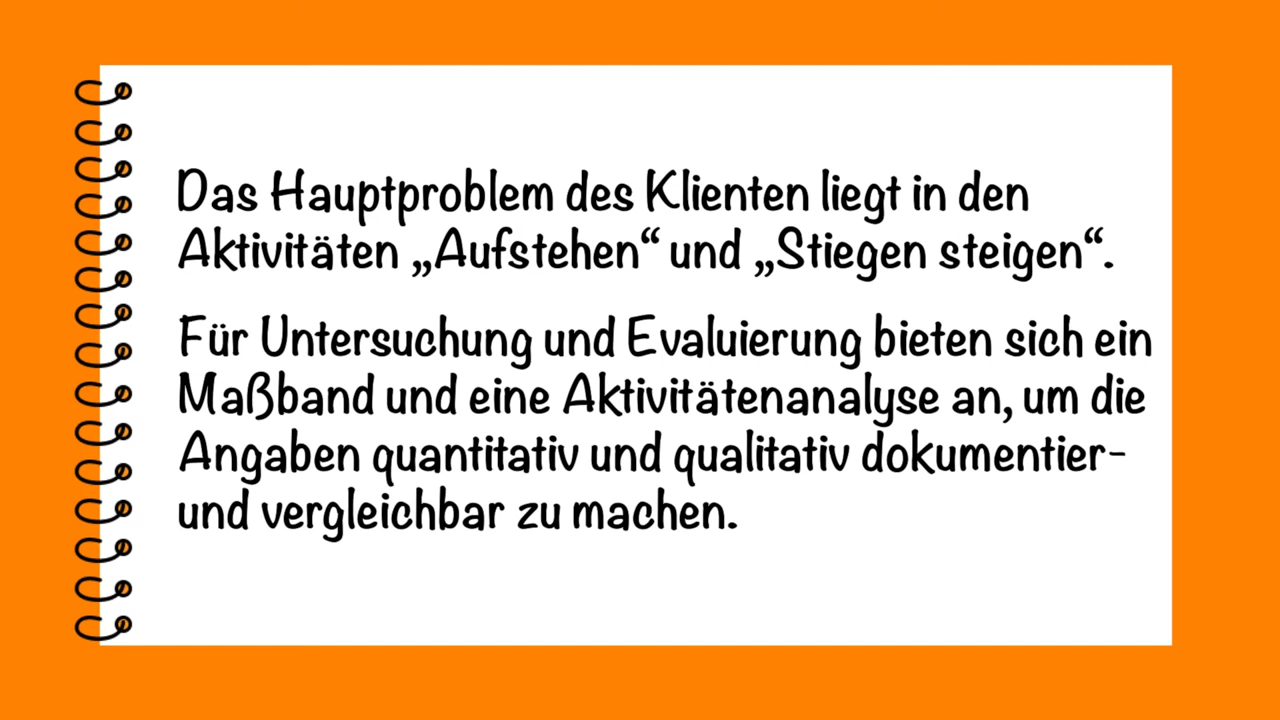 Das Hauptproblem des Klienten liegt in den
Aktivitäten „Aufstehen“ und „Stiegen steigen“.
Für Untersuchung und Evaluierung bieten sich ein
Maßband und eine Aktivitätenanalyse an, um die
Angaben quantitativ und qualitativ dokumentier-
und vergleichbar zu machen.